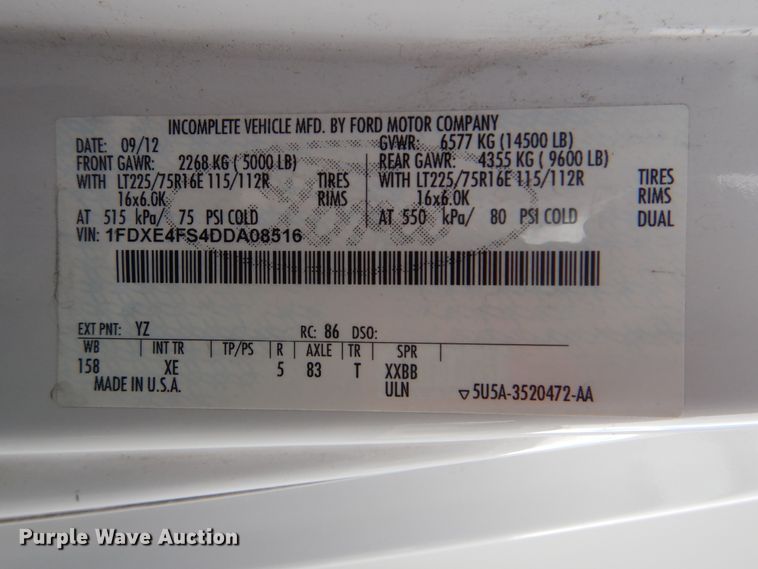 INCOMPLETE VEHICLE MFD. BY FORD MOTOR COMPANY
DATE: 09/12 GVWR: 6577 KG (14500 LB)
FRONT GAWR: 2268 KG ( 5000 LB) REAR GAWR: 4355 KG ( 9600 LB)
WITH LT225/75R16E 115/112R TIRES WITH LT225/75R16E 115/112R TIRES
16x6.0K RIMS 16x6.0K RIMS
AT 515 kPa/ 75 PSI COLD AT 550 kPa/ 80 PSI COLD DUAL
VIN: 1FDXE4FS4DDA08516
EXT PNT: YZ RC: 86 DSO:
WB INT TR TP/PS R AXLE TR SPR
158 XE 5 83 T XXBB
MADE IN U.S.A. ULN ▽5U5A-3520472-AA
Purple Wave Auction